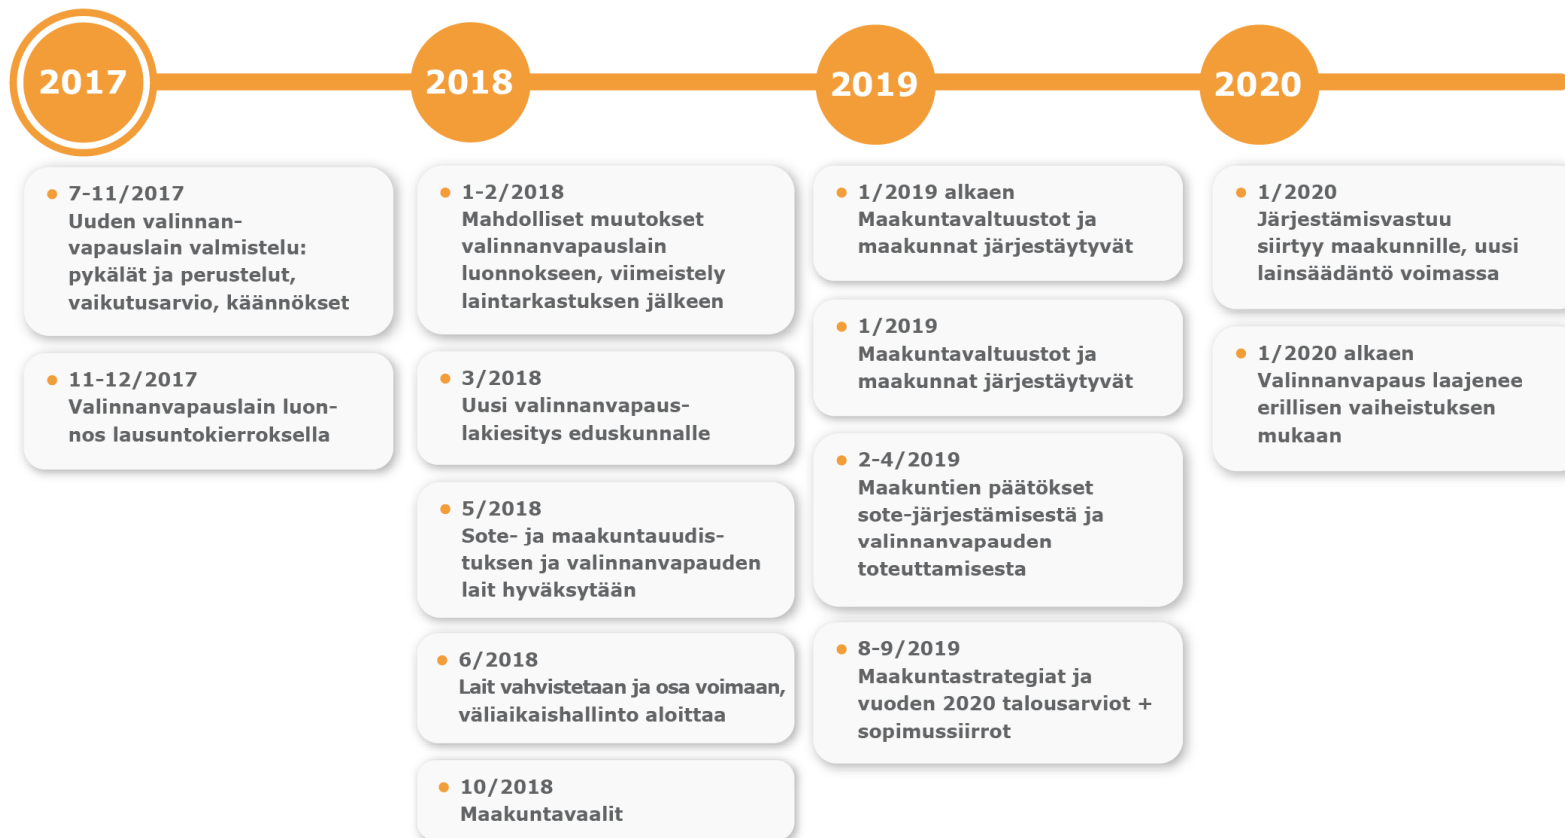 2017
2018
2019
2020
7-11/2017
Uuden valinnan-
vapauslain valmistelu:
pykälät ja perustelut,
vaikutusarvio, käännökset
11-12/2017
Valinnanvapauslain luon-
nos lausuntokierroksella
1-2/2018
Mahdolliset muutokset
valinnanvapauslain
luonnokseen, viimeistely
laintarkastuksen jälkeen
3/2018
Uusi valinnanvapaus-
lakiesitys eduskunnalle
5/2018
Sote- ja maakuntauudis-
tuksen ja valinnanvapauden
lait hyväksytään
6/2018
Lait vahvistetaan ja osa voimaan,
väliaikaishallinto aloittaa
10/2018
Maakuntavaalit
1/2019 alkaen
Maakuntavaltuustot ja
maakunnat järjestäytyvät
1/2019
Maakuntavaltuustot ja
maakunnat järjestäytyvät
2-4/2019
Maakuntien päätökset
sote-järjestämisestä ja
valinnanvapauden
toteuttamisesta
8-9/2019
Maakuntastrategiat ja
vuoden 2020 talousarviot +
sopimussiirrot
1/2020
Järjestämisvastuu
siirtyy maakunnille, uusi
lainsäädäntö voimassa
1/2020 alkaen
Valinnanvapaus laajenee
erillisen vaiheistuksen
mukaan